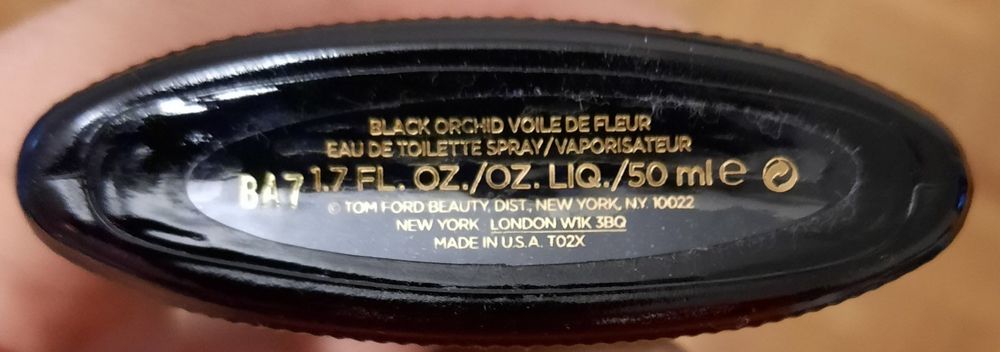 BLACK ORCHID VOILE DE FLEUR
EAU DE TOILETTE SPRAY/VAPORISATEUR
BA7 1.7 FL. OZ./OZ. LIQ./50 ml e
© TOM FORD BEAUTY, DIST., NEW YORK, N.Y. 10022
NEW YORK LONDON W1K 3BQ
MADE IN U.S.A. T02X